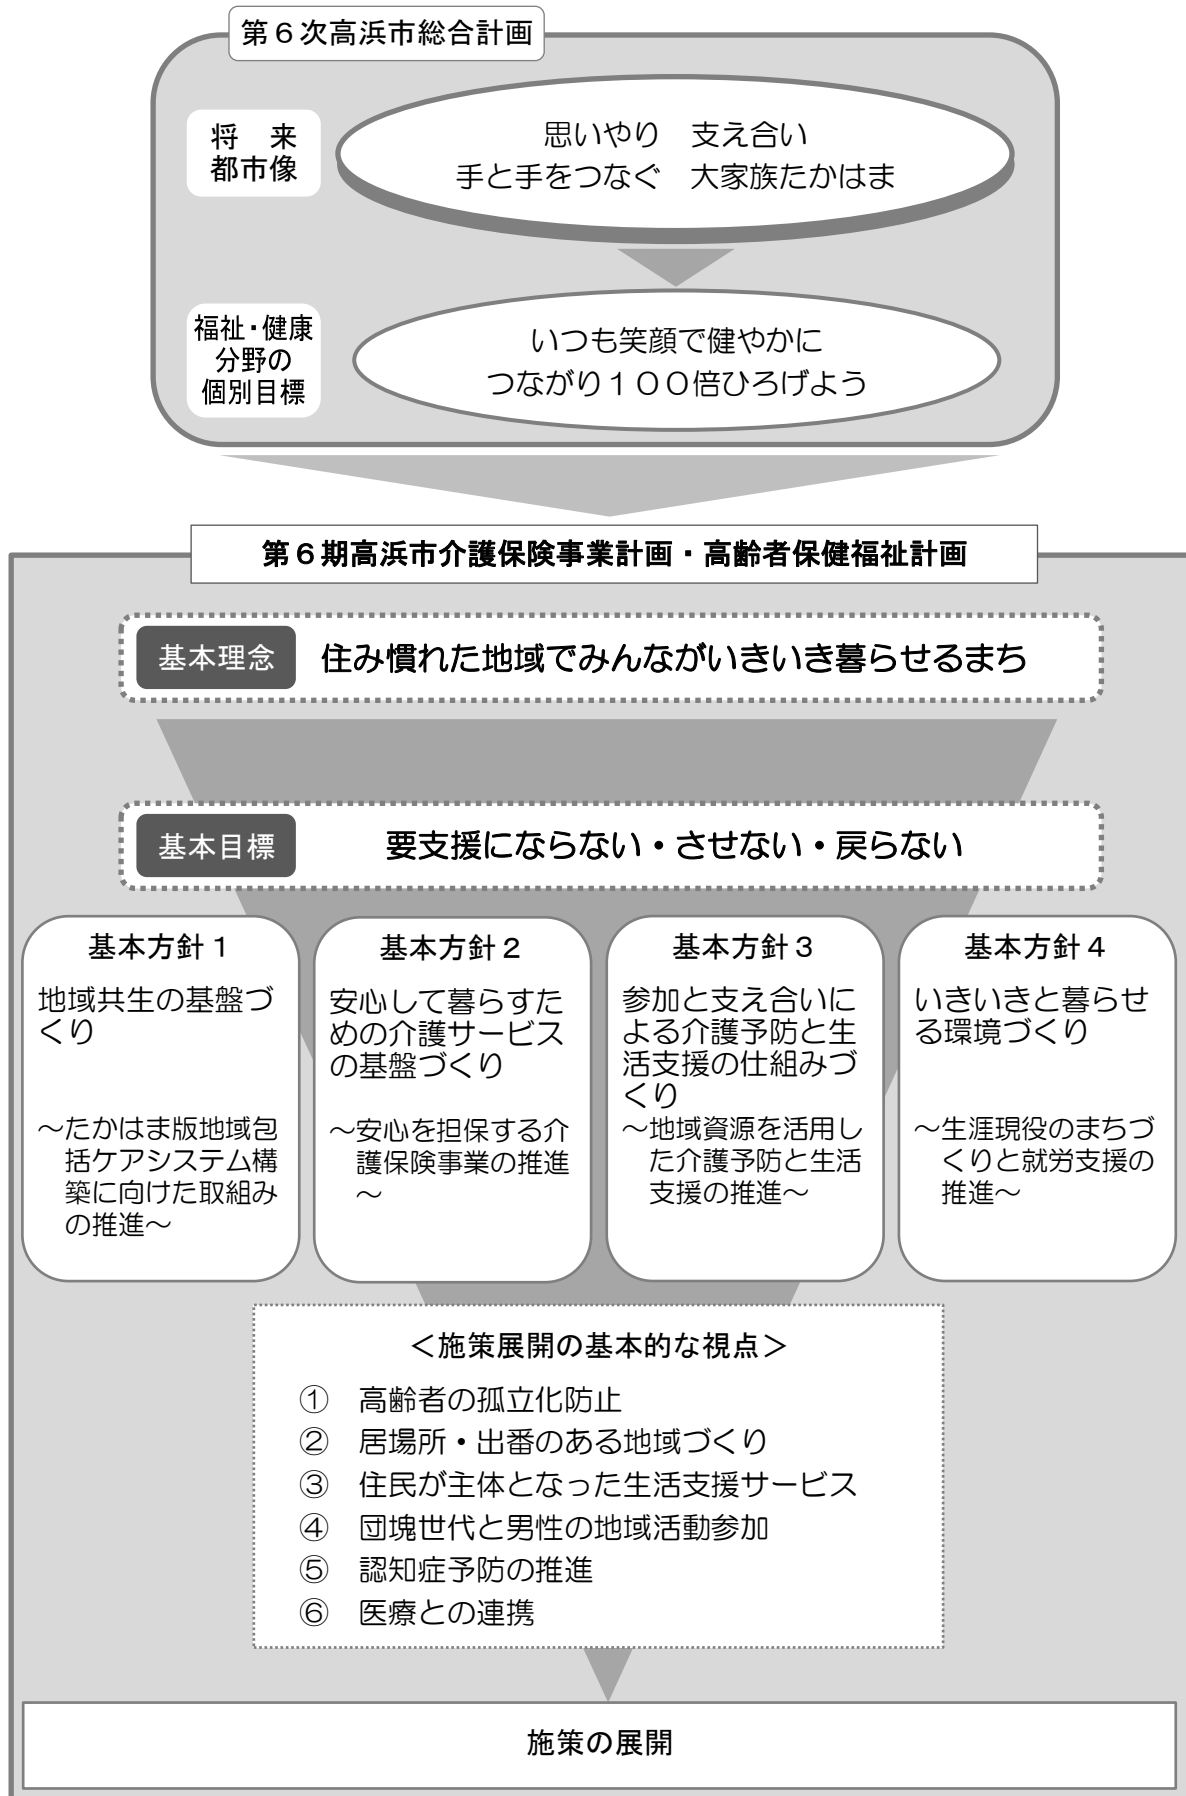 第６次高浜市総合計画
将　来
都市像
思いやり　支え合い
手と手をつなぐ　大家族たかはま
福祉・健康
分野の
個別目標
いつも笑顔で健やかに
つながり１００倍ひろげよう
第６期高浜市介護保険事業計画・高齢者保健福祉計画
基本理念
住み慣れた地域でみんながいきいき暮らせるまち
基本目標
要支援にならない・させない・戻らない
基本方針１
地域共生の基盤づ
くり
～たかはま版地域包
括ケアシステム構
築に向けた取組み
の推進～
基本方針２
安心して暮らすた
めの介護サービス
の基盤づくり
～安心を担保する介
護保険事業の推進
～
基本方針３
参加と支え合いに
よる介護予防と生
活支援の仕組みづ
くり
～地域資源を活用し
た介護予防と生活
支援の推進～
基本方針４
いきいきと暮らせ
る環境づくり
～生涯現役のまちづ
くりと就労支援の
推進～
＜施策展開の基本的な視点＞
①　高齢者の孤立化防止
②　居場所・出番のある地域づくり
③　住民が主体となった生活支援サービス
④　団塊世代と男性の地域活動参加
⑤　認知症予防の推進
⑥　医療との連携
施策の展開